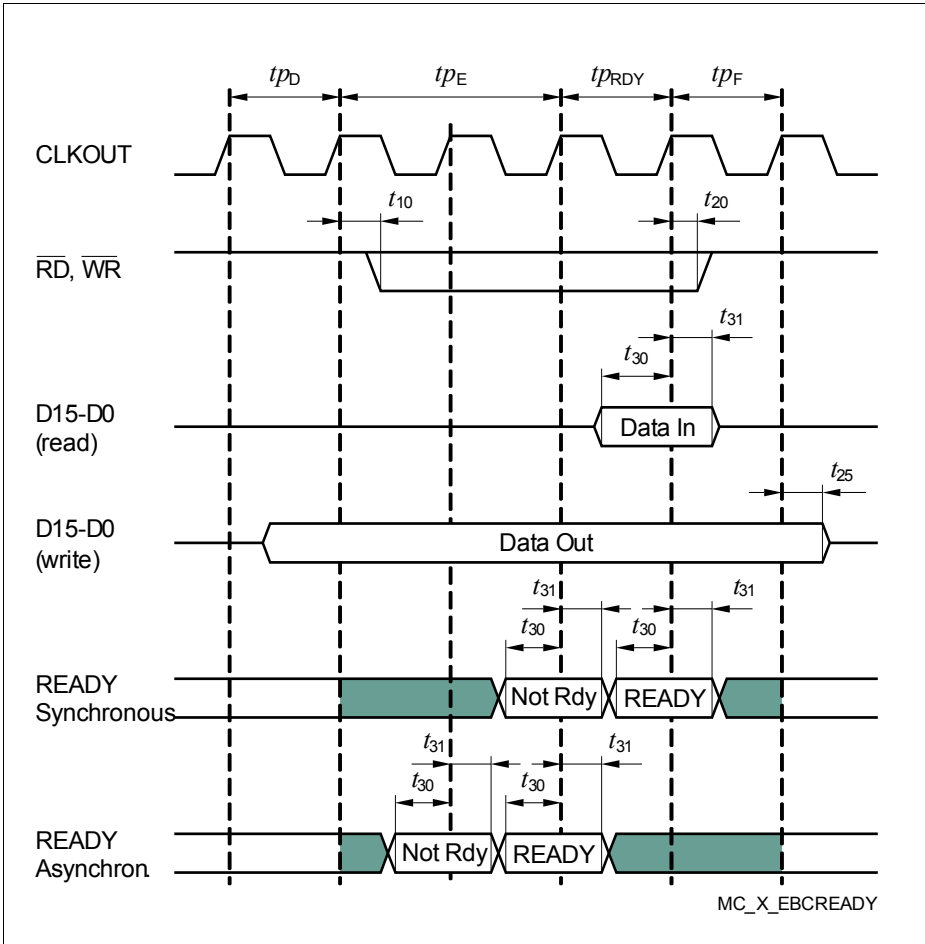 tpD tpE tpRDY tpF
CLKOUT
t10 t20
RD, WR
t31
t30
D15-D0
(read)
Data In
t25
D15-D0
(write)
Data Out
t31 t31
t30 t30
READY
Synchronous
Not Rdy READY
t31 t31
t30 t30
READY
Asynchron.
Not Rdy READY
MC_X_EBCREADY